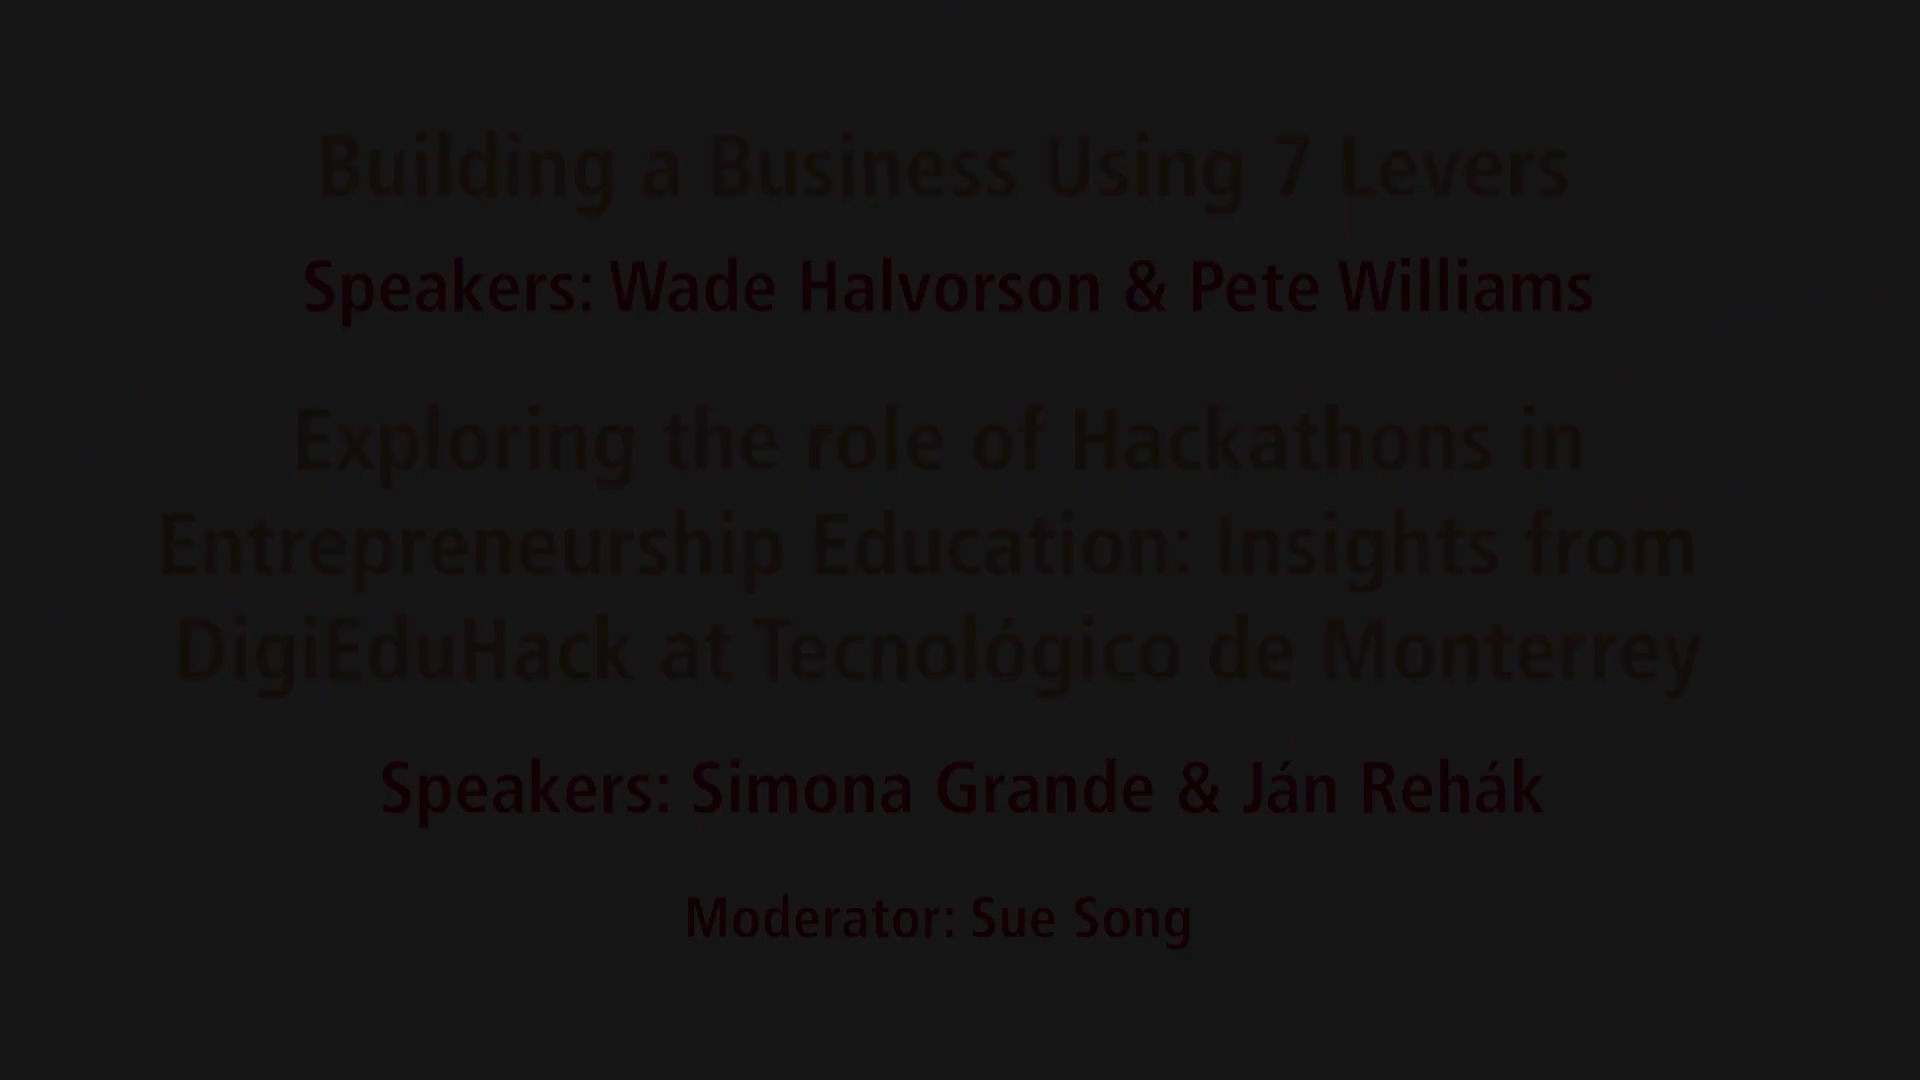 Building a Business Using 7 Levers
Speakers: Wade Halvorson & Pete Williams
Exploring the role of Hackathons in
Entrepreneurship Education: Insights from
DigiEduHack at Tecnológico de Monterrey
Speakers: Simona Grande & Ján Rehák
Moderator: Sue Song